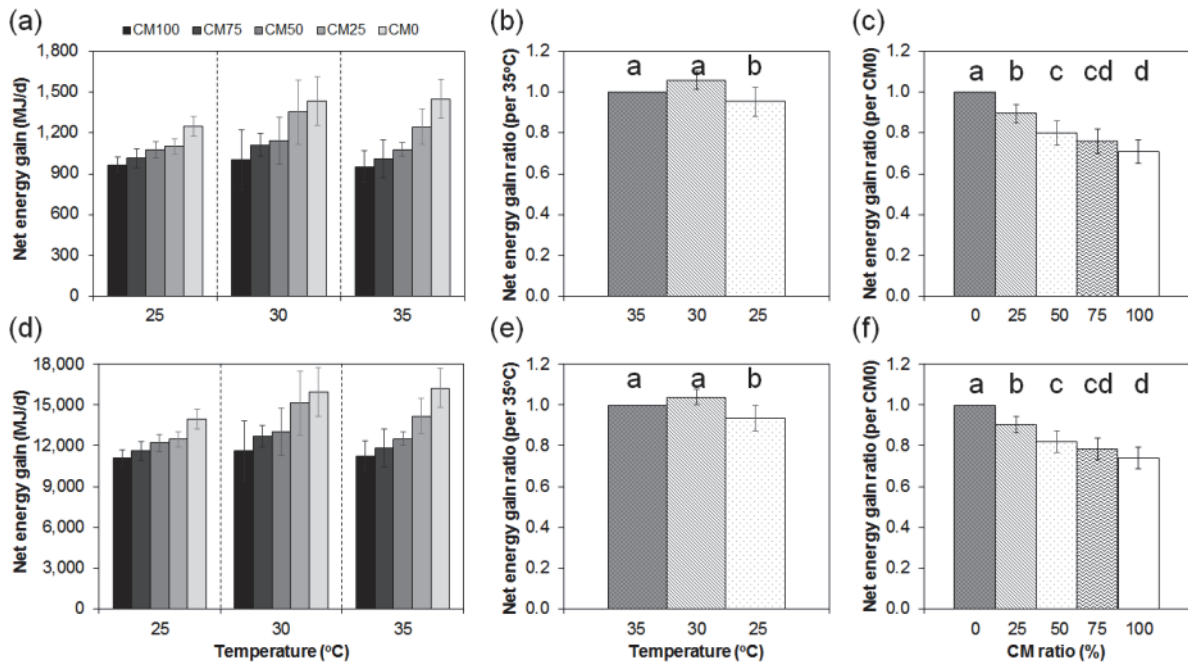 (a)
CM100 CM75 CM50 CM25 CM0
Net energy gain (MJ/d)
1,800
1,500
1,200
900
600
300
0
25 30 35
(b)
Net energy gain ratio (per 35ºC)
1.2
1.0
0.8
0.6
0.4
0.2
0.0
a a b
35 30 25
Temperature (ºC)
(c)
Net energy gain ratio (per CM0)
1.2
1.0
0.8
0.6
0.4
0.2
0.0
a b c cd d
0 25 50 75 100
(d)
Net energy gain (MJ/d)
18,000
15,000
12,000
9,000
6,000
3,000
0
25 30 35
Temperature (ºC)
(e)
Net energy gain ratio (per 35ºC)
1.2
1.0
0.8
0.6
0.4
0.2
0.0
a a b
35 30 25
Temperature (ºC)
(f)
Net energy gain ratio (per CM0)
1.2
1.0
0.8
0.6
0.4
0.2
0.0
a b c cd d
0 25 50 75 100
CM ratio (%)